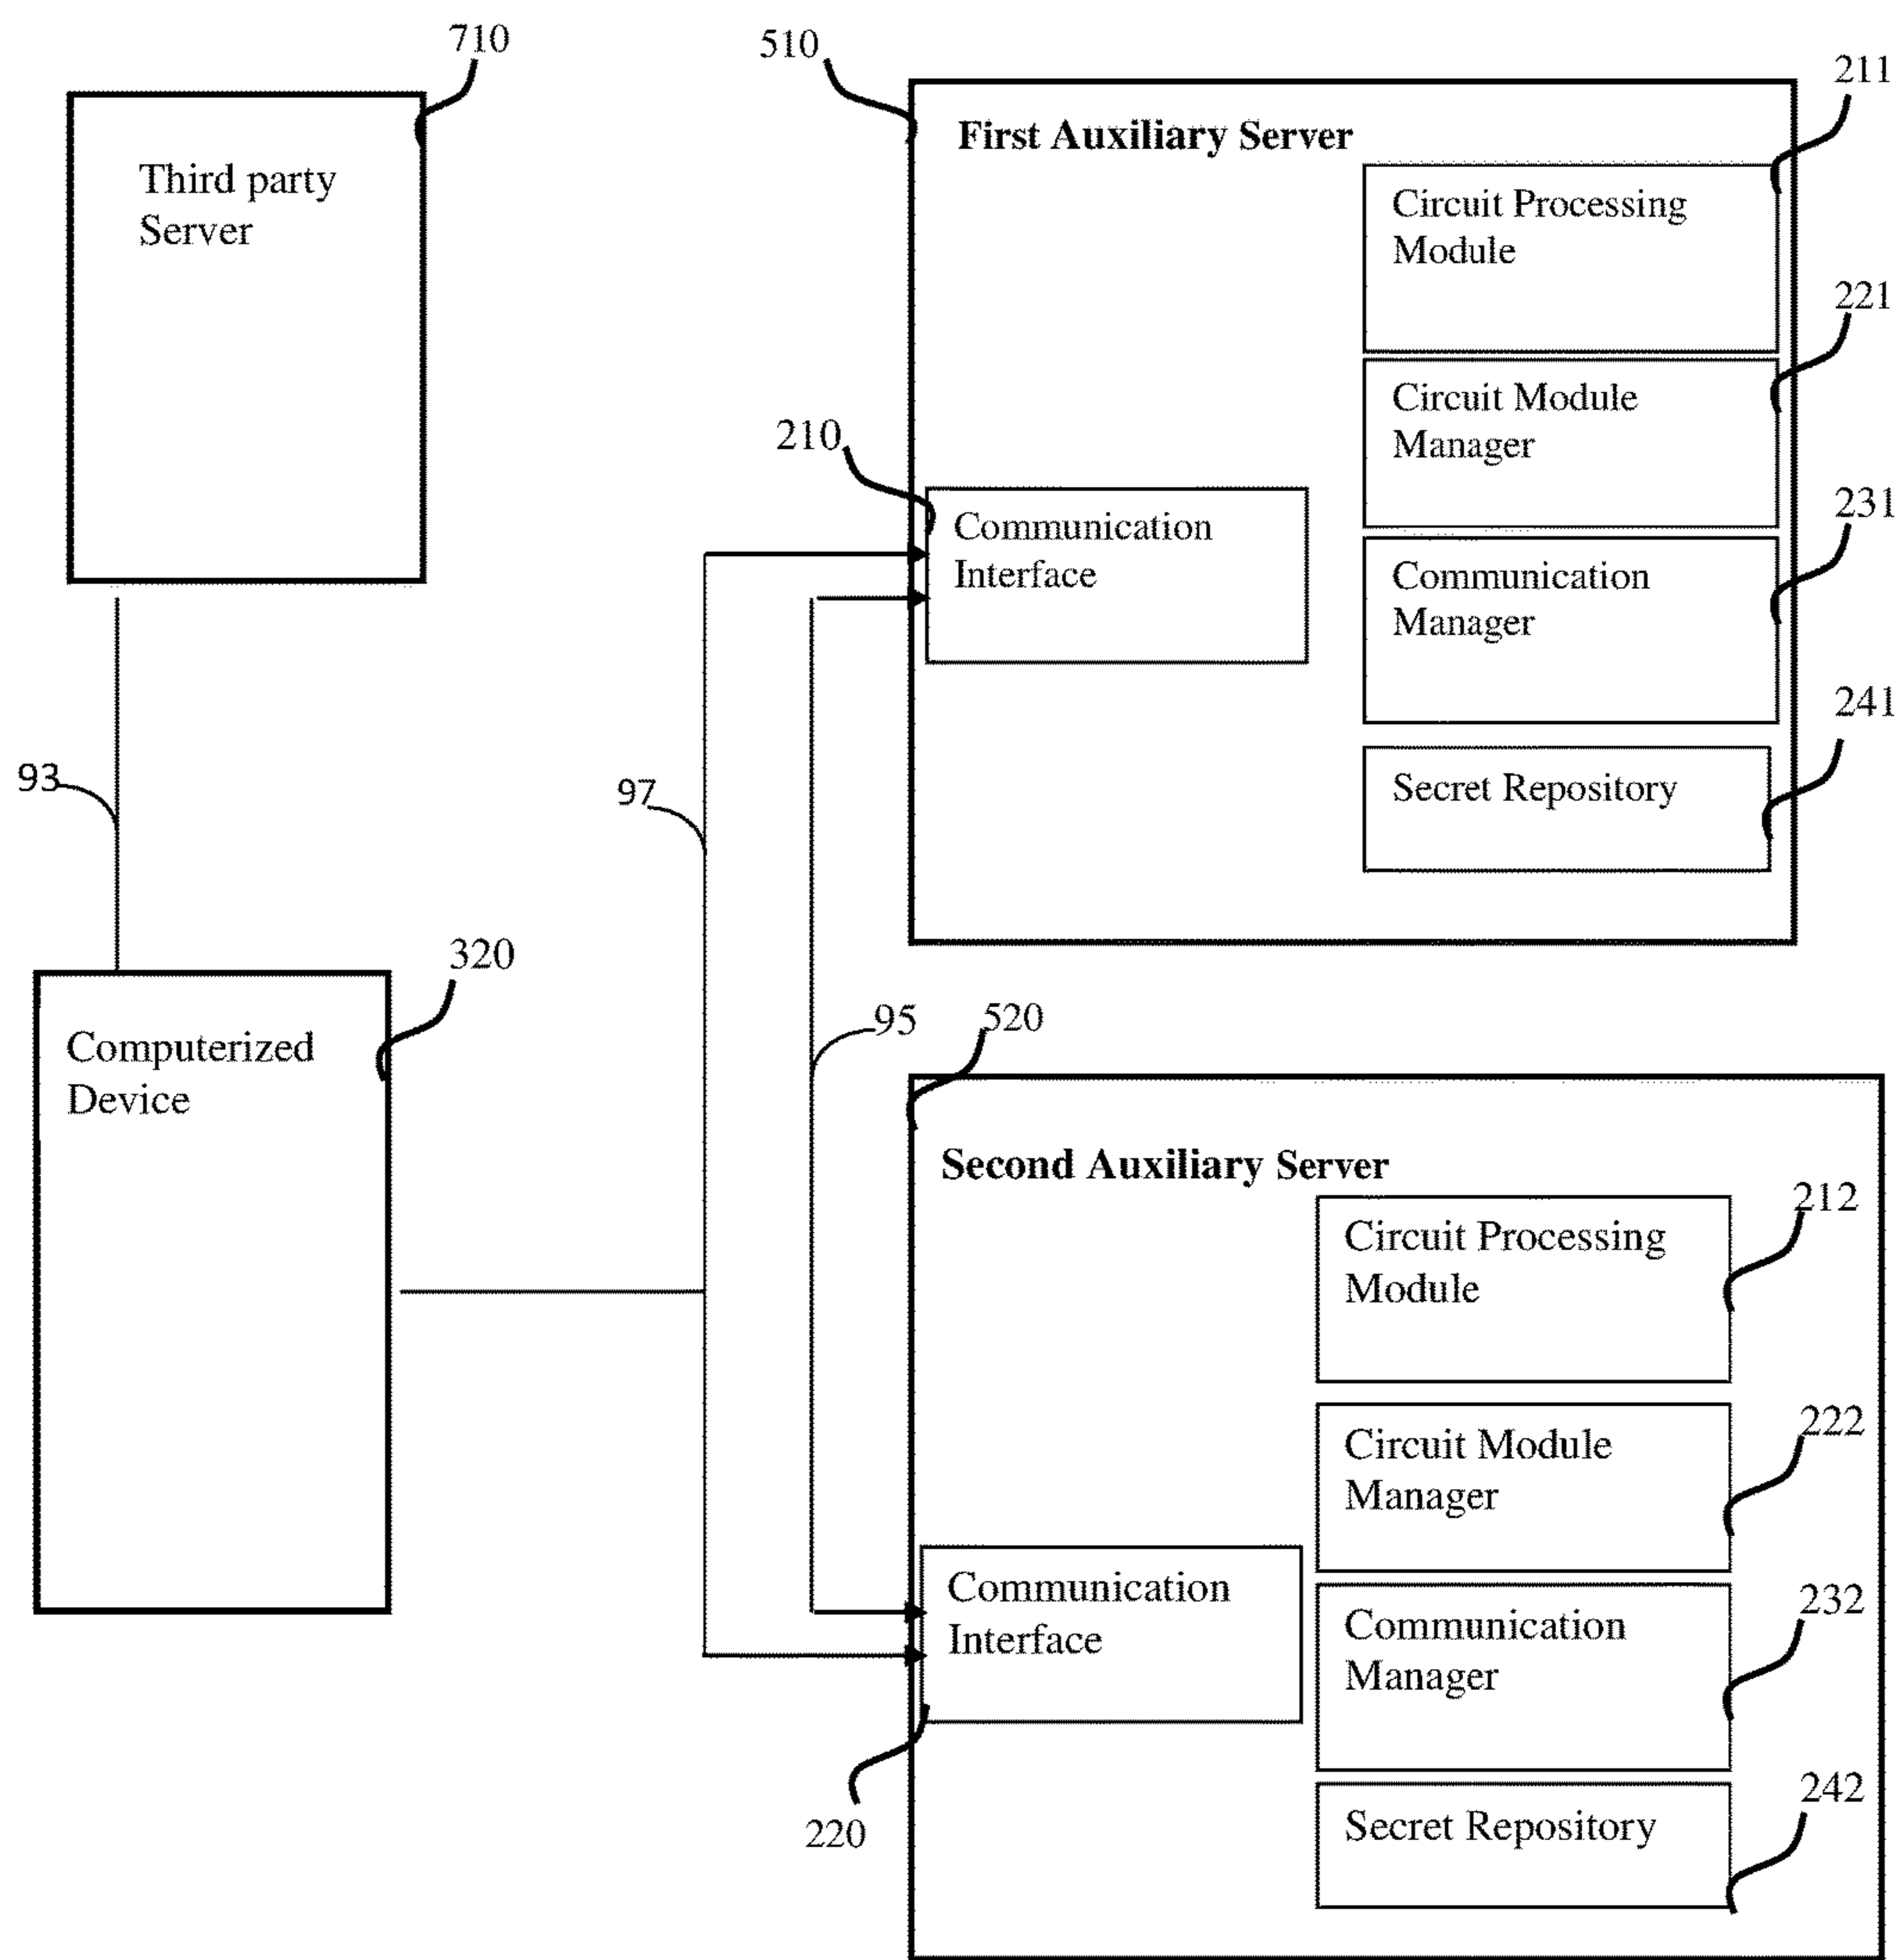 710
Third party
Server
93
320
Computerized
Device
97
95
510
First Auxiliary Server
211
Circuit Processing
Module
221
Circuit Module
Manager
210
Communication
Interface
231
Communication
Manager
241
Secret Repository
520
Second Auxiliary Server
212
Circuit Processing
Module
222
Circuit Module
Manager
Communication
Interface
220
232
Communication
Manager
242
Secret Repository